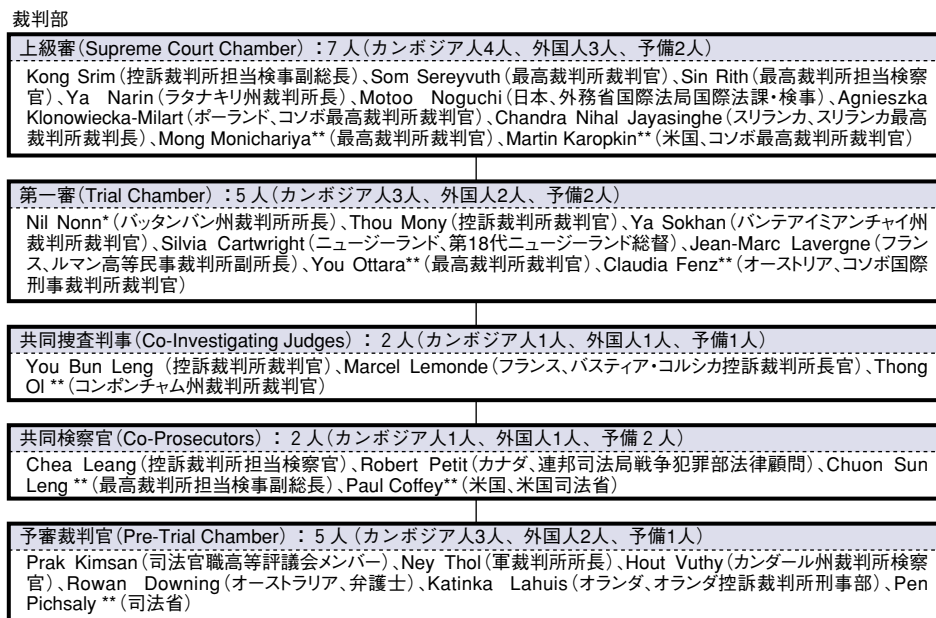 裁判部
上級審（Supreme Court Chamber）：7人（カンボジア人4人、外国人3人、予備2人）
Kong Srim（控訴裁判所担当検事副総長）、Som Sereyvuth（最高裁判所裁判官）、Sin Rith（最高裁判所担当検察
官）、Ya Narin（ラタナキリ州裁判所長）、Motoo Noguchi（日本、外務省国際法局国際法課・検事）、Agnieszka
Klonowiecka-Milart（ポーランド、コソボ最高裁判所裁判官）、Chandra Nihal Jayasinghe（スリランカ、スリランカ最高
裁判所裁判長）、Mong Monichariya**（最高裁判所裁判官）、Martin Karopkin**（米国、コソボ最高裁判所裁判官）
第一審（Trial Chamber）：5人（カンボジア人3人、外国人2人、予備2人）
Nil Nonn*（バッタンバン州裁判所所長）、Thou Mony（控訴裁判所裁判官）、Ya Sokhan（バンテアイミアンチャイ州
裁判所裁判官）、Silvia Cartwright（ニュージーランド、第18代ニュージーランド総督）、Jean-Marc Lavergne（フラン
ス、ルマン高等民事裁判所副所長）、You Ottara**（最高裁判所裁判官）、Claudia Fenz**（オーストリア、コソボ国際
刑事裁判所裁判官）
共同捜査判事（Co-Investigating Judges）：2人（カンボジア人1人、外国人1人、予備1人）
You Bun Leng（控訴裁判所裁判官）、Marcel Lemonde（フランス、バスティア・コルシカ控訴裁判所長官）、Thong
Ol **（コンポンチャム州裁判所裁判官）
共同検察官（Co-Prosecutors）：2人（カンボジア人1人、外国人1人、予備２人）
Chea Leang（控訴裁判所担当検察官）、Robert Petit（カナダ、連邦司法局戦争犯罪部法律顧問）、Chuon Sun
Leng **（最高裁判所担当検事副総長）、Paul Coffey**（米国、米国司法省）
予審裁判官（Pre-Trial Chamber）：5人（カンボジア人3人、外国人2人、予備1人）
Prak Kimsan（司法官職高等評議会メンバー）、Ney Thol（軍裁判所所長）、Hout Vuthy（カンダール州裁判所検察
官）、Rowan Downing（オーストラリア、弁護士）、Katinka Lahuis（オランダ、オランダ控訴裁判所刑事部）、Pen
Pichsaly **（司法省）